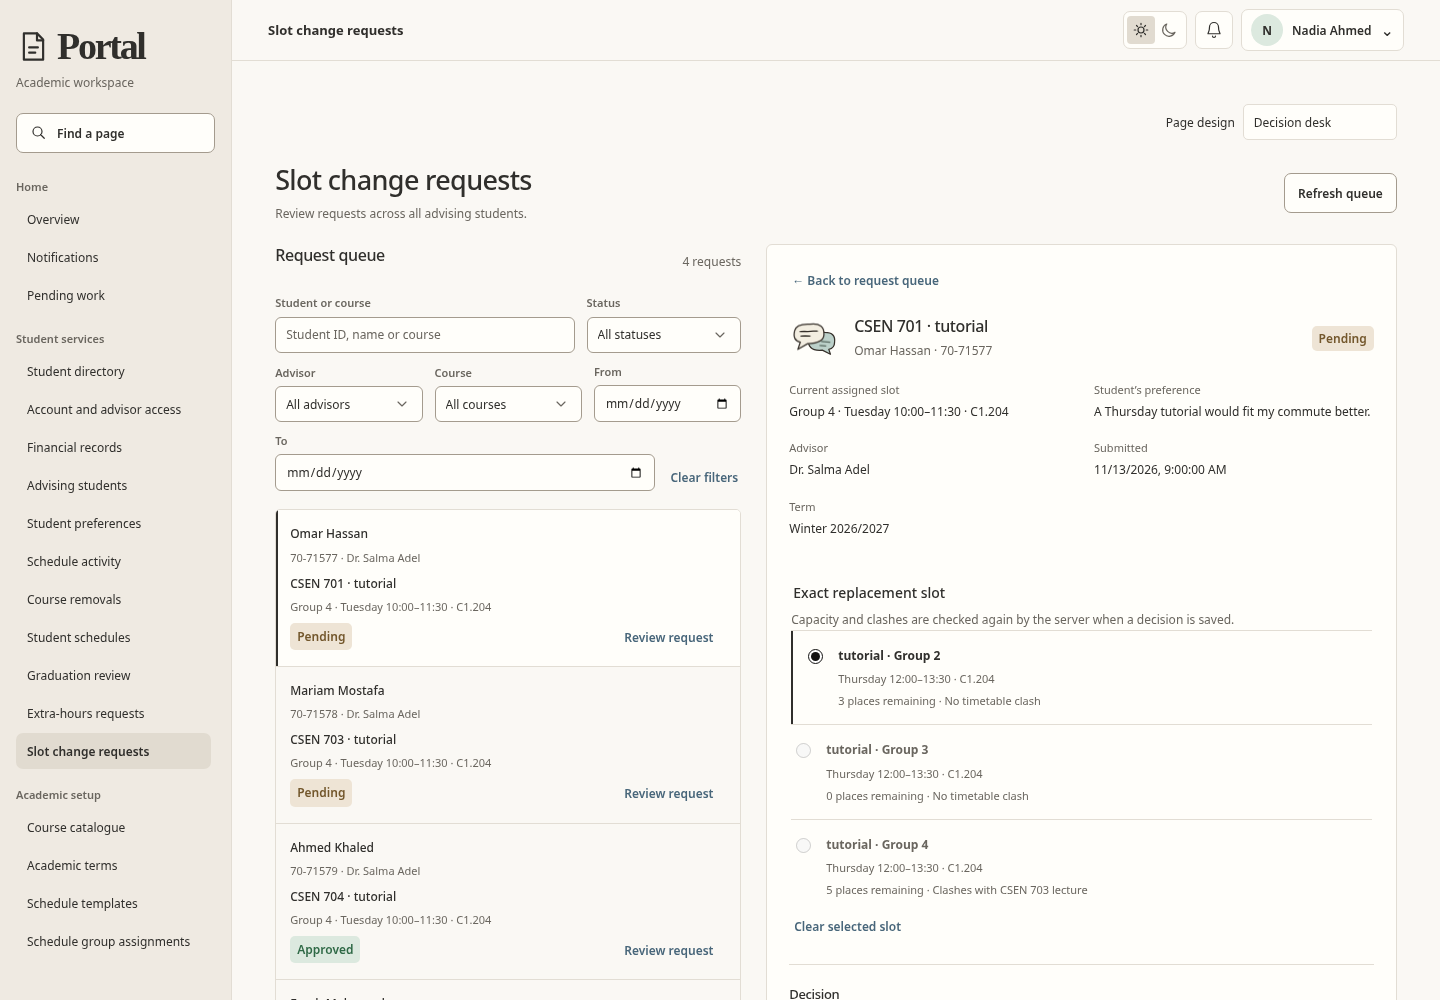 Portal
Academic workspace
Find a page
Home
Overview
Notifications
Pending work
Student services
Student directory
Account and advisor access
Financial records
Advising students
Student preferences
Schedule activity
Course removals
Student schedules
Graduation review
Extra-hours requests
Slot change requests
Academic setup
Course catalogue
Academic terms
Schedule templates
Schedule group assignments
Slot change requests
N Nadia Ahmed
Page design Decision desk
Slot change requests
Review requests across all advising students.
Refresh queue
Request queue
4 requests
Student or course
Student ID, name or course
Status
All statuses
Advisor
All advisors
Course
All courses
From
mm/dd/yyyy
To
mm/dd/yyyy
Clear filters
Omar Hassan
70-71577 · Dr. Salma Adel
CSEN 701 · tutorial
Group 4 · Tuesday 10:00–11:30 · C1.204
Pending
Review request
Mariam Mostafa
70-71578 · Dr. Salma Adel
CSEN 703 · tutorial
Group 4 · Tuesday 10:00–11:30 · C1.204
Pending
Review request
Ahmed Khaled
70-71579 · Dr. Salma Adel
CSEN 704 · tutorial
Group 4 · Tuesday 10:00–11:30 · C1.204
Approved
Review request
← Back to request queue
CSEN 701 · tutorial
Omar Hassan · 70-71577
Pending
Current assigned slot
Group 4 · Tuesday 10:00–11:30 · C1.204
Student’s preference
A Thursday tutorial would fit my commute better.
Advisor
Dr. Salma Adel
Submitted
11/13/2026, 9:00:00 AM
Term
Winter 2026/2027
Exact replacement slot
Capacity and clashes are checked again by the server when a decision is saved.
tutorial · Group 2
Thursday 12:00–13:30 · C1.204
3 places remaining · No timetable clash
tutorial · Group 3
Thursday 12:00–13:30 · C1.204
0 places remaining · No timetable clash
tutorial · Group 4
Thursday 12:00–13:30 · C1.204
5 places remaining · Clashes with CSEN 703 lecture
Clear selected slot
Decision